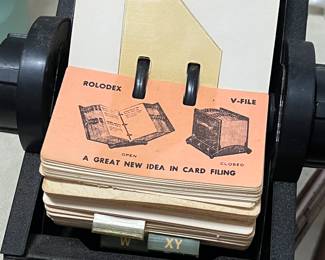 ROLODEX V-FILE
OPEN CLOSED
A GREAT NEW IDEA IN CARD FILING
W XY